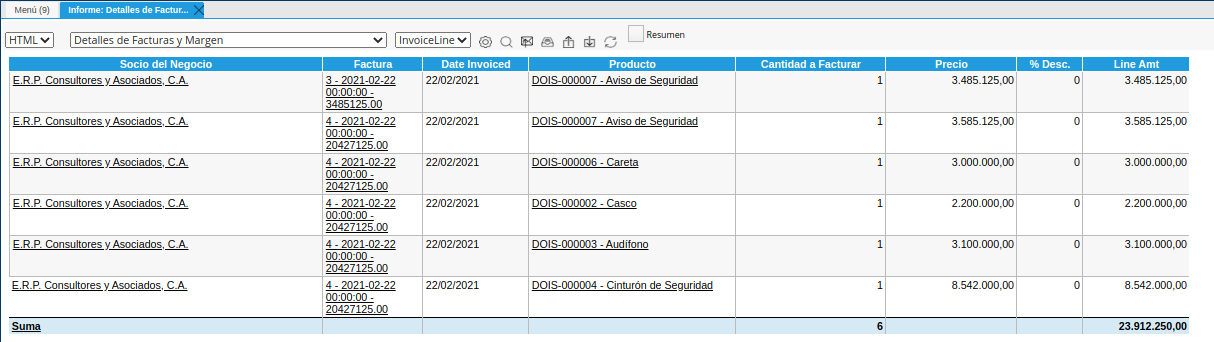 Menú (9) Informe: Detalles de Factur...
HTML Detalles de Facturas y Margen InvoiceLine Resumen
Socio del Negocio Factura Date Invoiced Producto Cantidad a Facturar Precio % Desc. Line Amt
E.R.P. Consultores y Asociados, C.A. 3 - 2021-02-22 22/02/2021 DOIS-000007 - Aviso de Seguridad 1 3.485.125,00 0 3.485.125,00
00:00:00 -
3485125.00
E.R.P. Consultores y Asociados, C.A. 4 - 2021-02-22 22/02/2021 DOIS-000007 - Aviso de Seguridad 1 3.585.125,00 0 3.585.125,00
00:00:00 -
20427125.00
E.R.P. Consultores y Asociados, C.A. 4 - 2021-02-22 22/02/2021 DOIS-000006 - Careta 1 3.000.000,00 0 3.000.000,00
00:00:00 -
20427125.00
E.R.P. Consultores y Asociados, C.A. 4 - 2021-02-22 22/02/2021 DOIS-000002 - Casco 1 2.200.000,00 0 2.200.000,00
00:00:00 -
20427125.00
E.R.P. Consultores y Asociados, C.A. 4 - 2021-02-22 22/02/2021 DOIS-000003 - Audífono 1 3.100.000,00 0 3.100.000,00
00:00:00 -
20427125.00
E.R.P. Consultores y Asociados, C.A. 4 - 2021-02-22 22/02/2021 DOIS-000004 - Cinturón de Seguridad 1 8.542.000,00 0 8.542.000,00
00:00:00 -
20427125.00
Suma 6 23.912.250,00